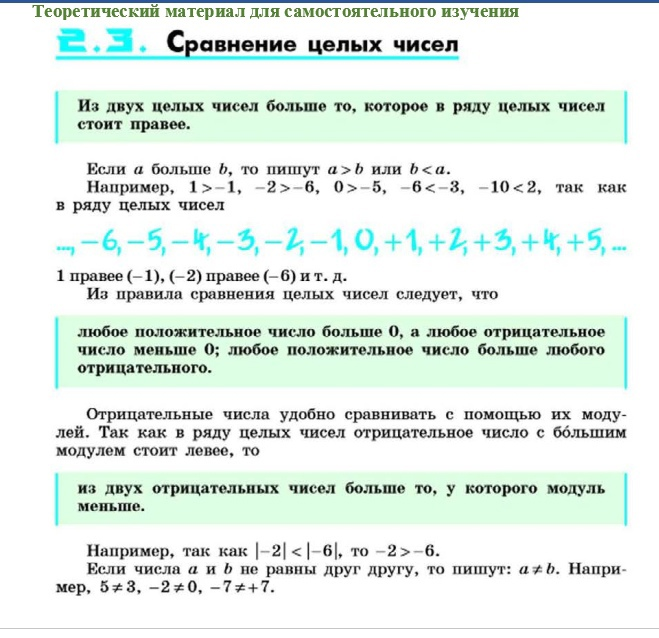 Теоретический материал для самостоятельного изучения
2.3. Сравнение целых чисел
Из двух целых чисел больше то, которое в ряду целых чисел
стоит правее.
Если a больше b, то пишут a > b или b < a.
Например, 1 > −1, −2 > −6, 0 > −5, −6 < −3, −10 < 2, так как
в ряду целых чисел
..., −6, −5, −4, −3, −2, −1, 0, +1, +2, +3, +4, +5, ...
1 правее (−1), (−2) правее (−6) и т. д.
Из правила сравнения целых чисел следует, что
любое положительное число больше 0, а любое отрицательное
число меньше 0; любое положительное число больше любого
отрицательного.
Отрицательные числа удобно сравнивать с помощью их моду-
лей. Так как в ряду целых чисел отрицательное число с бо́льшим
модулем стоит левее, то
из двух отрицательных чисел больше то, у которого модуль
меньше.
Например, так как |−2| < |−6|, то −2 > −6.
Если числа a и b не равны друг другу, то пишут: a ≠ b. Напри-
мер, 5 ≠ 3, −2 ≠ 0, −7 ≠ +7.